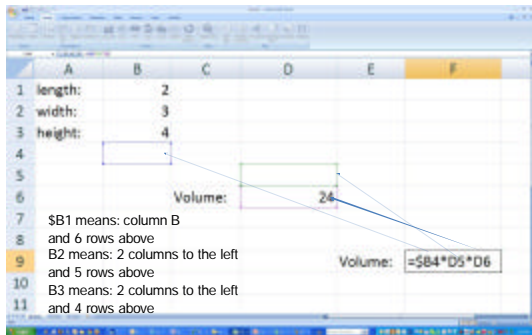 A B C D E F
1 length: 2
2 width: 3
3 height: 4
4
5
6 Volume: 24
7 $B1 means: column B
8 and 6 rows above
9 B2 means: 2 columns to the left Volume: =$B4*D5*D6
and 5 rows above
10 B3 means: 2 columns to the left
11 and 4 rows above